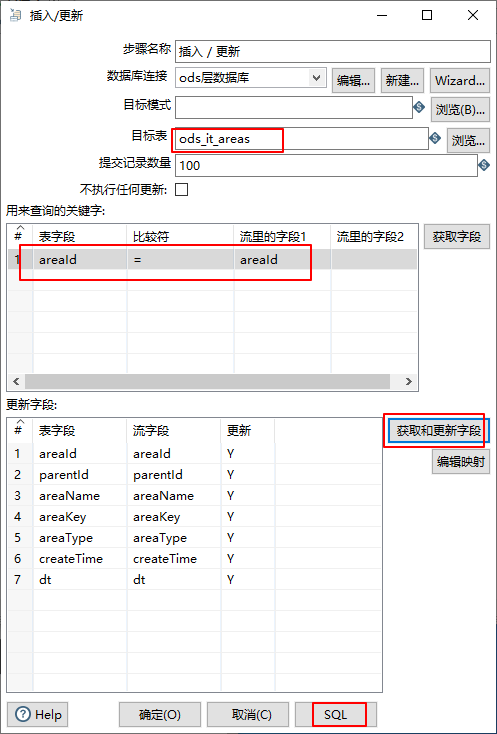 插入/更新
步骤名称 插入 / 更新
数据库连接 ods层数据库 编辑... 新建... Wizard...
目标模式 浏览(B)...
目标表 ods_it_areas 浏览...
提交记录数量 100
不执行任何更新:
用来查询的关键字:
# 表字段 比较符 流里的字段1 流里的字段2 获取字段
1 areaId = areaId
更新字段:
# 表字段 流字段 更新 获取和更新字段
1 areaId areaId Y
2 parentId parentId Y 编辑映射
3 areaName areaName Y
4 areaKey areaKey Y
5 areaType areaType Y
6 createTime createTime Y
7 dt dt Y
Help 确定(O) 取消(C) SQL